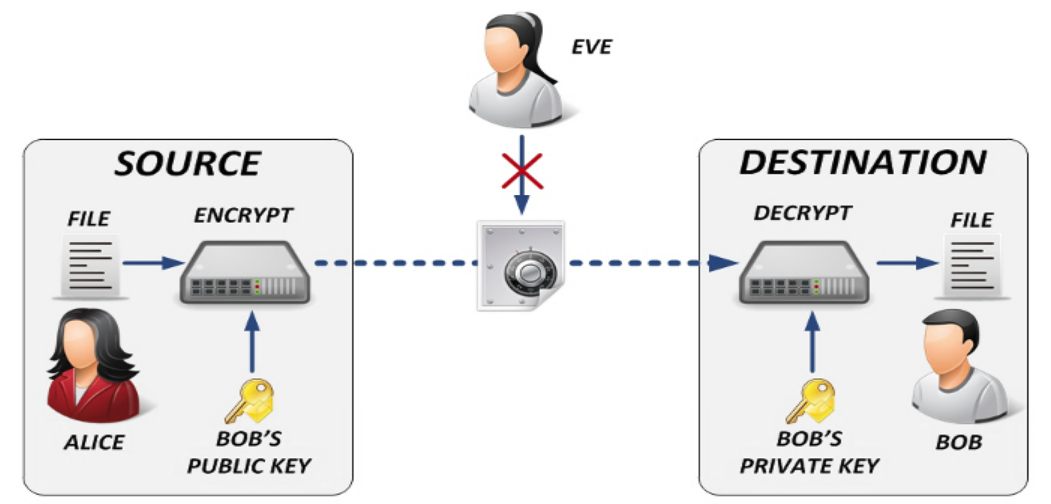 EVE
SOURCE
FILE
ENCRYPT
ALICE
BOB'S
PUBLIC KEY
DESTINATION
DECRYPT
FILE
BOB'S
PRIVATE KEY
BOB